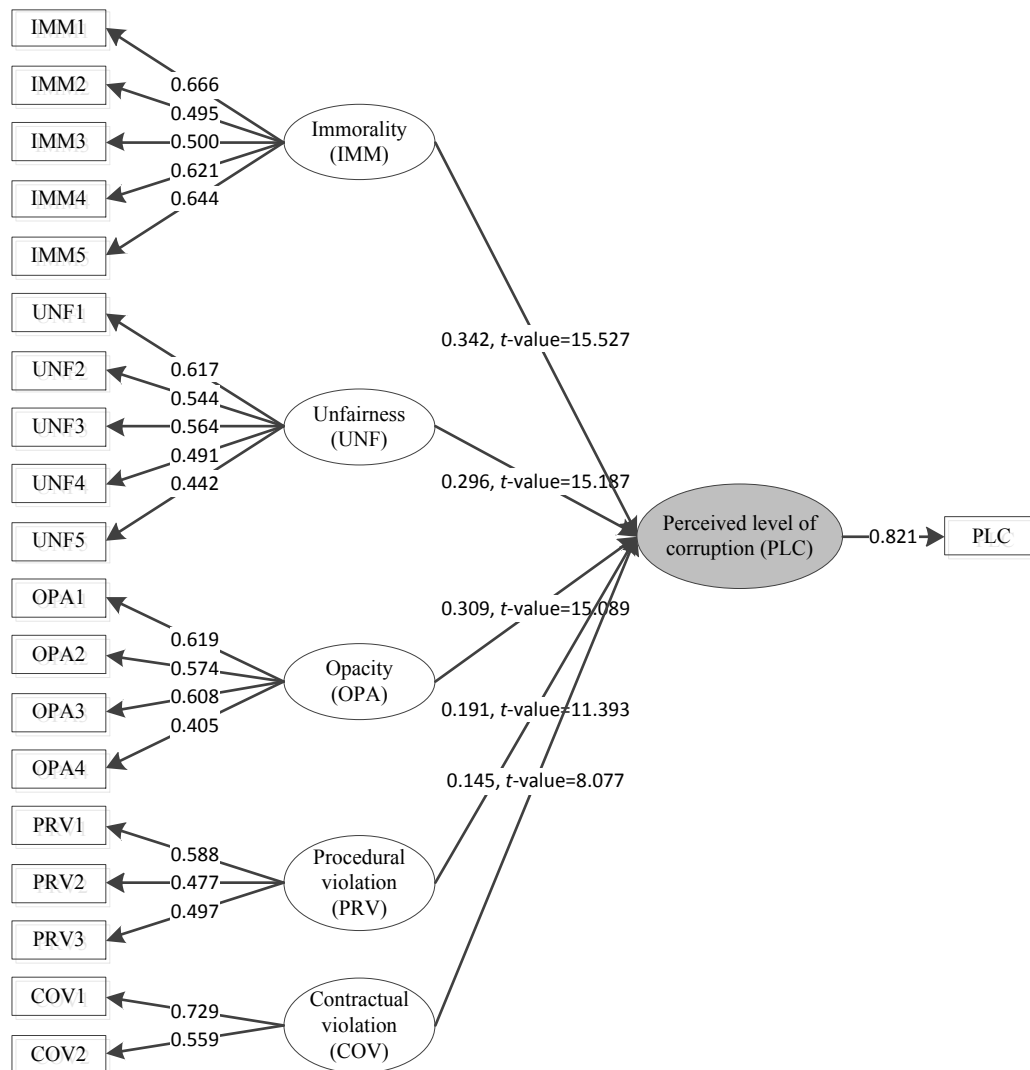 IMM1
IMM2
IMM3
IMM4
IMM5
0.666
0.495
0.500
0.621
0.644
Immorality
(IMM)
0.342, t-value=15.527
UNF1
UNF2
UNF3
UNF4
UNF5
0.617
0.544
0.564
0.491
0.442
Unfairness
(UNF)
0.296, t-value=15.187
Perceived level of
corruption (PLC)
0.821
PLC
OPA1
OPA2
OPA3
OPA4
0.619
0.574
0.608
0.405
Opacity
(OPA)
0.309, t-value=15.089
0.191, t-value=11.393
0.145, t-value=8.077
PRV1
PRV2
PRV3
0.588
0.477
0.497
Procedural
violation
(PRV)
COV1
COV2
0.729
0.559
Contractual
violation
(COV)